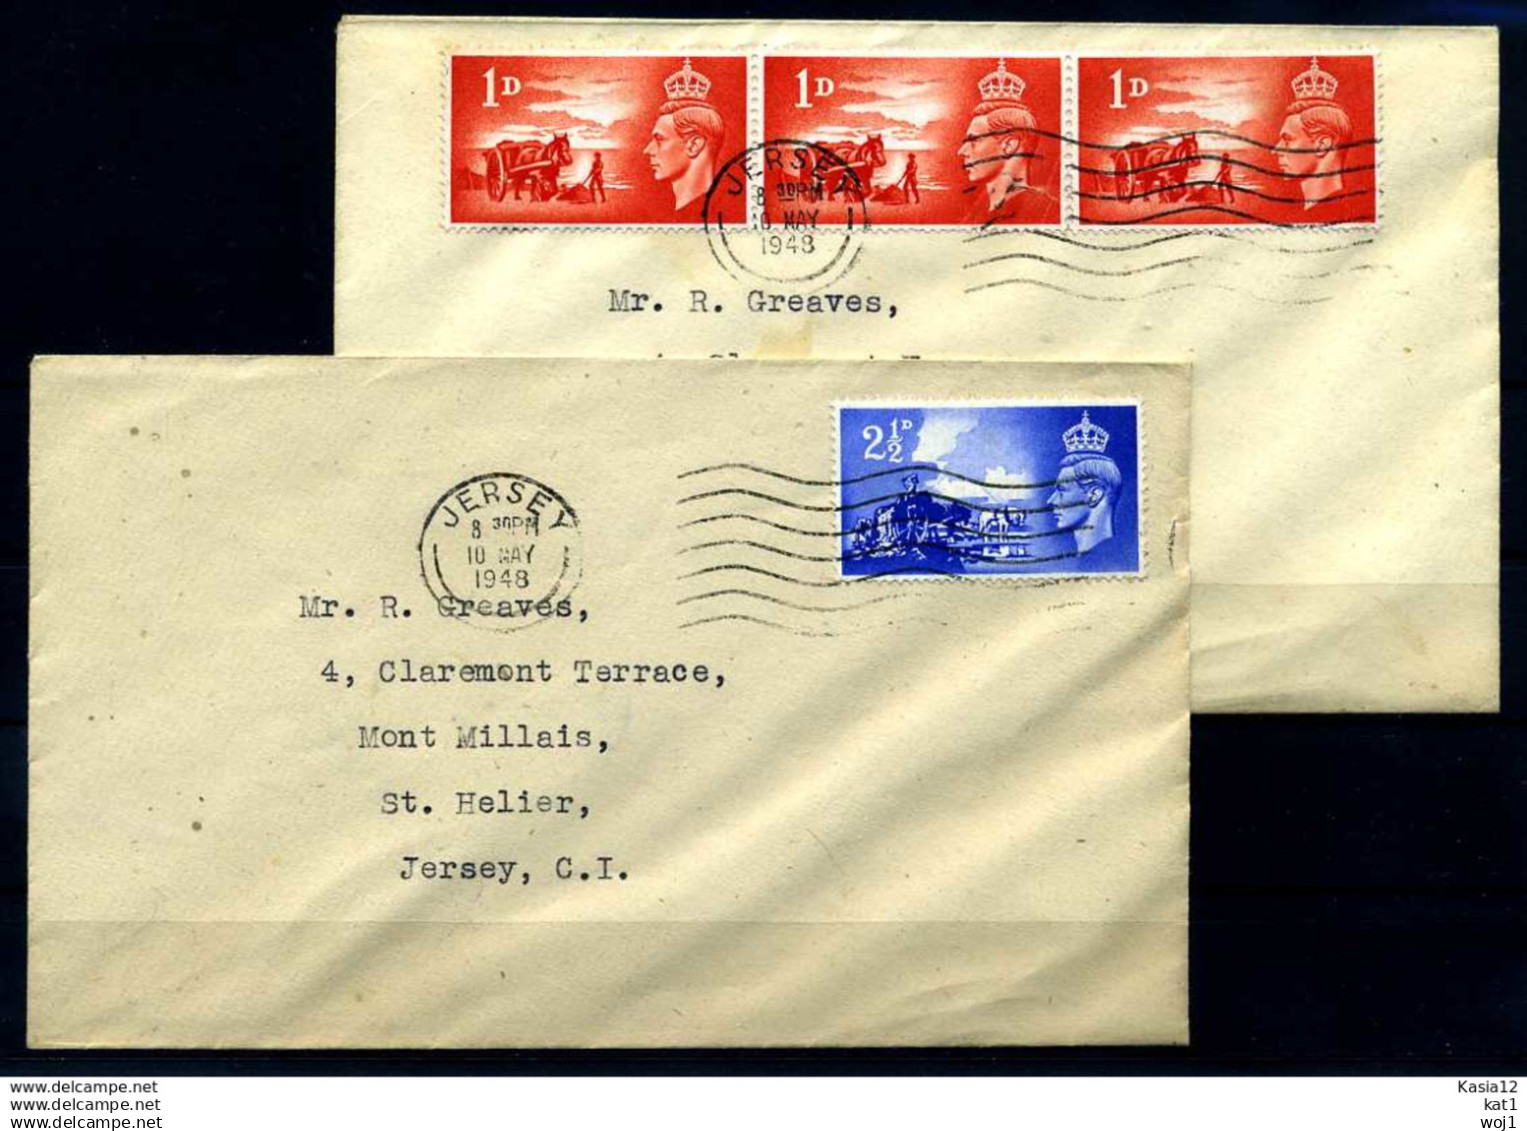 1D 1D 1D
JERSEY
8 30PM
10 MAY
1948
Mr. R. Greaves,
2½D
JERSEY
8 30PM
10 MAY
1948
Mr. R. Greaves,
4, Claremont Terrace,
Mont Millais,
St. Helier,
Jersey, C.I.
www.delcampe.net
www.delcampe.net
www.delcampe.net
Kasia12
kat1
woj1